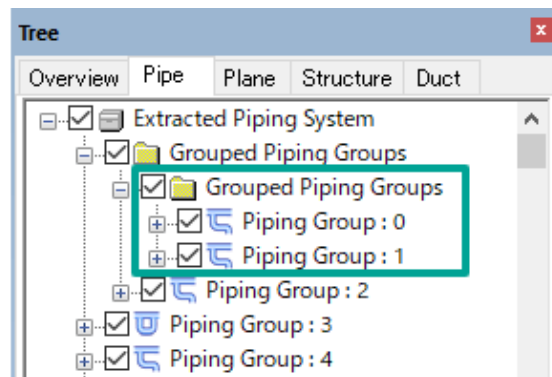 Tree
Overview Pipe Plane Structure Duct
Extracted Piping System
Grouped Piping Groups
Grouped Piping Groups
Piping Group : 0
Piping Group : 1
Piping Group : 2
Piping Group : 3
Piping Group : 4